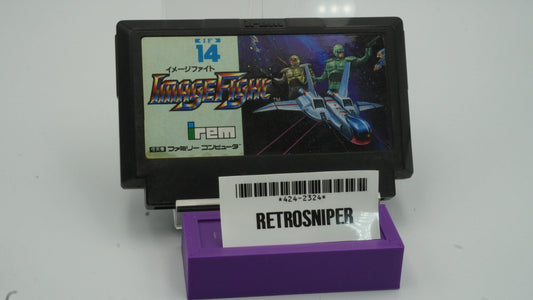 IF
14
イメージファイト
IMAGE FIGHT
TM
irem
ファミリー コンピュータ
*424-2324*
RETROSNIPER